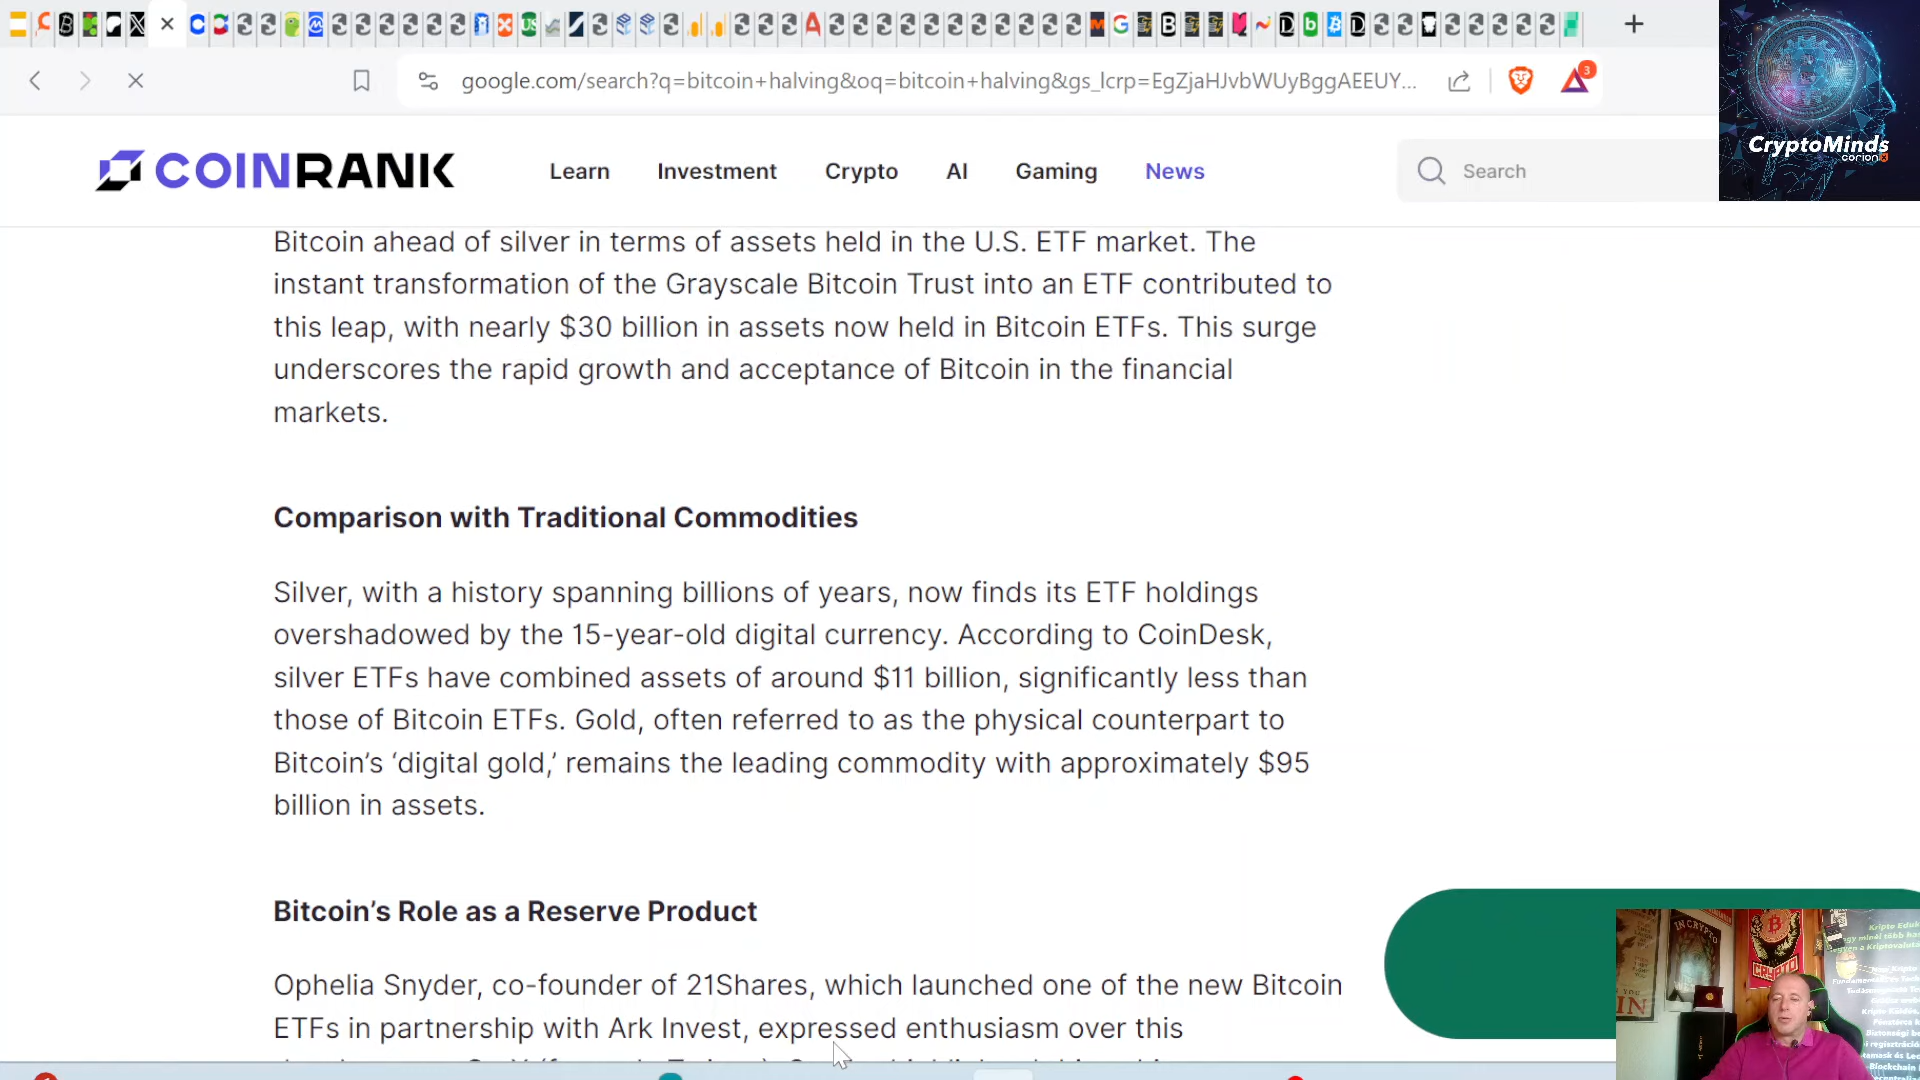 google.com/search?q=bitcoin+halving&oq=bitcoin+halving&gs_lcrp=EgZjaHJvbWUyBggAEEUY...
3
CryptoMinds
corion
COINRANK
Learn
Investment
Crypto
AI
Gaming
News
Search
Bitcoin ahead of silver in terms of assets held in the U.S. ETF market. The
instant transformation of the Grayscale Bitcoin Trust into an ETF contributed to
this leap, with nearly $30 billion in assets now held in Bitcoin ETFs. This surge
underscores the rapid growth and acceptance of Bitcoin in the financial
markets.
Comparison with Traditional Commodities
Silver, with a history spanning billions of years, now finds its ETF holdings
overshadowed by the 15-year-old digital currency. According to CoinDesk,
silver ETFs have combined assets of around $11 billion, significantly less than
those of Bitcoin ETFs. Gold, often referred to as the physical counterpart to
Bitcoin's ‘digital gold,’ remains the leading commodity with approximately $95
billion in assets.
Bitcoin's Role as a Reserve Product
Ophelia Snyder, co-founder of 21Shares, which launched one of the new Bitcoin
ETFs in partnership with Ark Invest, expressed enthusiasm over this
IN CRYPTO
CRYPTO